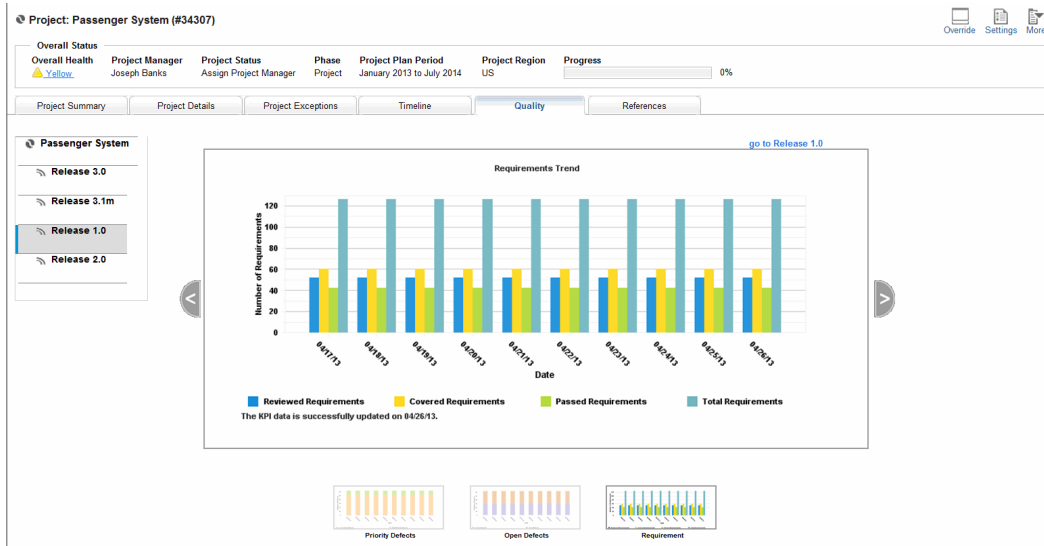 Project: Passenger System (#34307)
Override Settings More
Overall Status
Overall Health Project Manager Project Status Phase Project Plan Period Project Region Progress
Yellow Joseph Banks Assign Project Manager Project January 2013 to July 2014 US 0%
Project Summary Project Details Project Exceptions Timeline Quality References
Passenger System
Release 3.0
Release 3.1m
Release 1.0
Release 2.0
go to Release 1.0
Requirements Trend
Number of Requirements
120
100
80
60
40
20
0
04/17/13 04/18/13 04/19/13 04/20/13 04/21/13 04/22/13 04/23/13 04/24/13 04/25/13 04/26/13
Date
Reviewed Requirements Covered Requirements Passed Requirements Total Requirements
The KPI data is successfully updated on 04/26/13.
< >
Priority Defects Open Defects Requirement